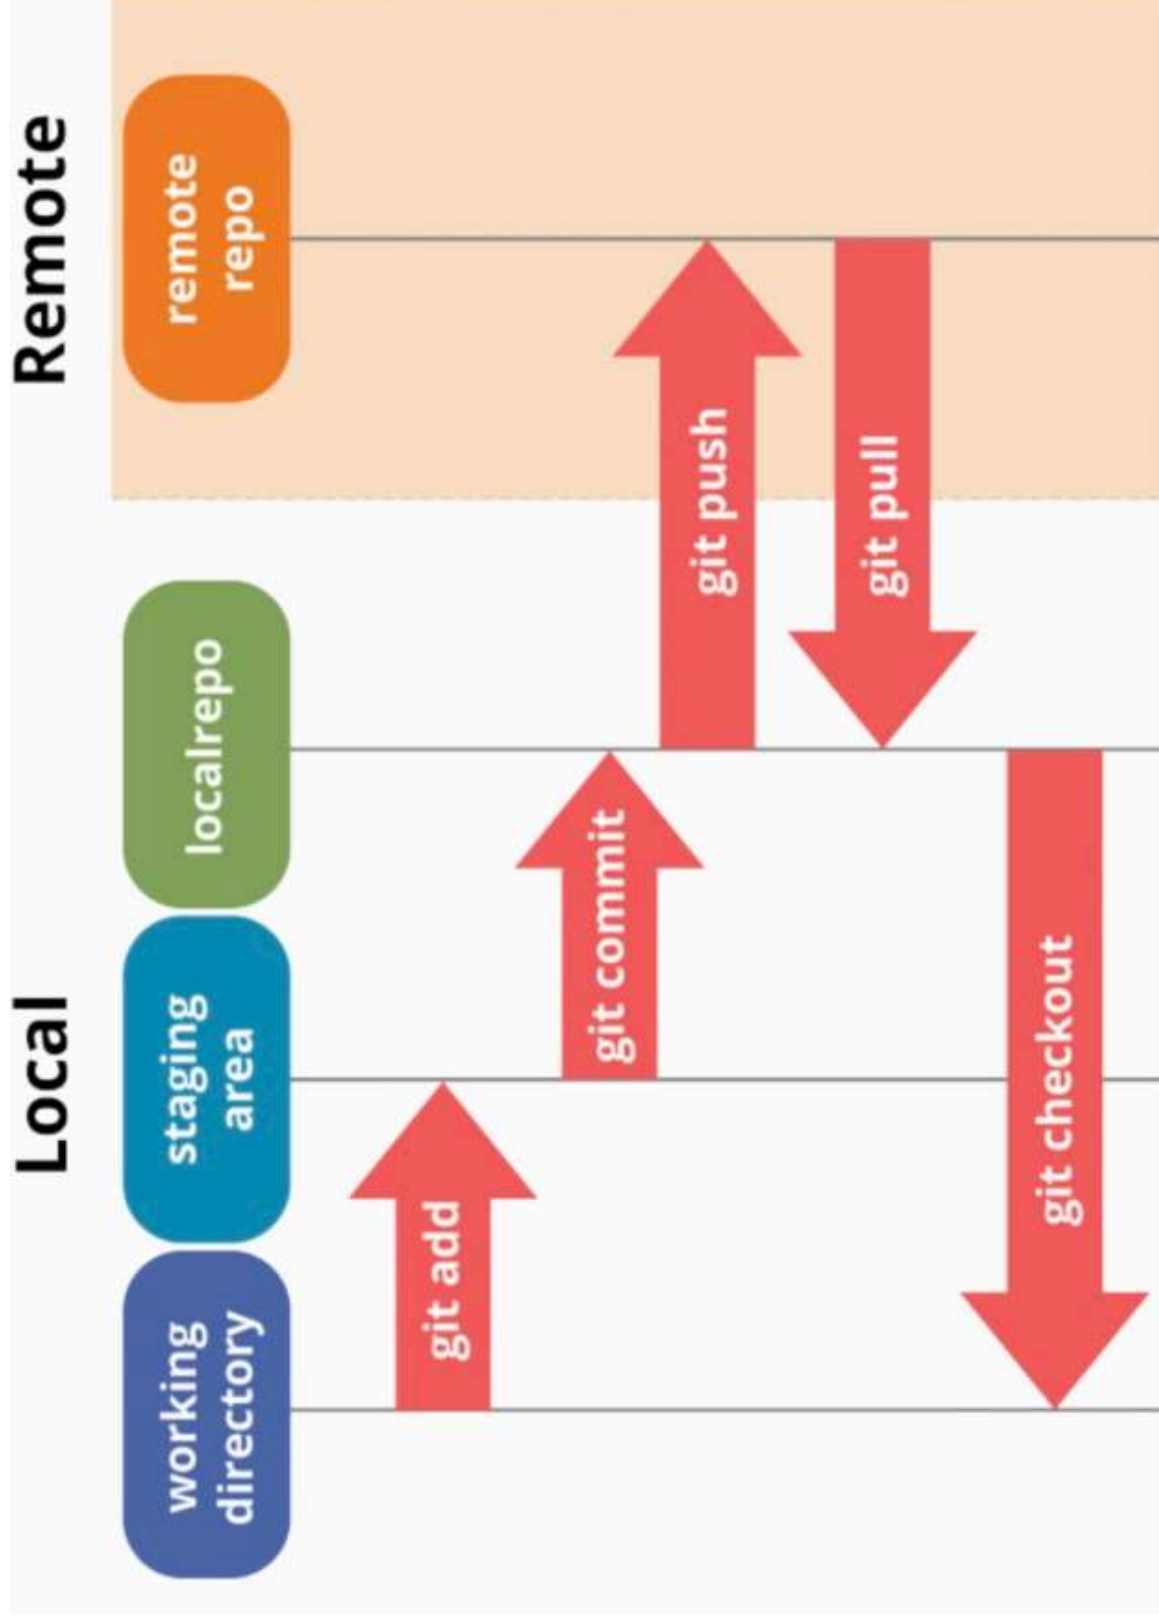 Local
Remote
working
directory
staging
area
localrepo
remote
repo
git add
git commit
git push
git pull
git checkout